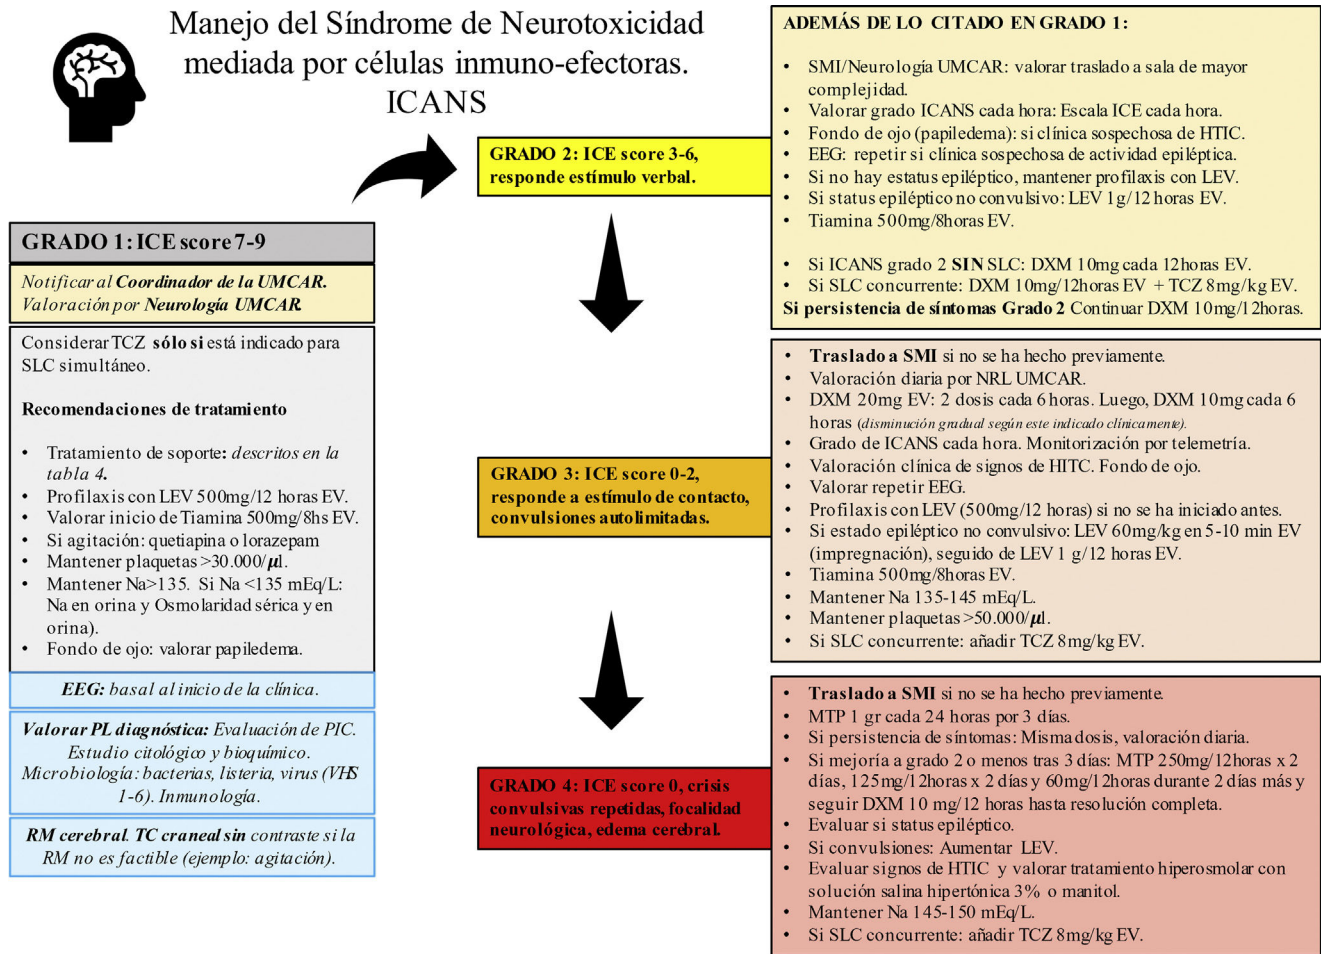 Manejo del Síndrome de Neurotoxicidad
mediada por células inmuno-efectoras.
ICANS
GRADO 1: ICE score 7-9
Notificar al Coordinador de la UMCAR.
Valoración por Neurología UMCAR.
Considerar TCZ sólo si está indicado para
SLC simultáneo.
Recomendaciones de tratamiento
• Tratamiento de soporte: descritos en la
tabla 4.
• Profilaxis con LEV 500mg/12 horas EV.
• Valorar inicio de Tiamina 500mg/8hs EV.
• Si agitación: quetiapina o lorazepam
• Mantener plaquetas >30.000/µl.
• Mantener Na>135. Si Na <135 mEq/L:
Na en orina y Osmolaridad sérica y en
orina).
• Fondo de ojo: valorar papiledema.
EEG: basal al inicio de la clínica.
Valorar PL diagnóstica: Evaluación de PIC.
Estudio citológico y bioquímico.
Microbiología: bacterias, listeria, virus (VHS
1-6). Inmunología.
RM cerebral. TC craneal sin contraste si la
RM no es factible (ejemplo: agitación).
GRADO 2: ICE score 3-6,
responde estímulo verbal.
ADEMÁS DE LO CITADO EN GRADO 1:
• SMI/Neurología UMCAR: valorar traslado a sala de mayor
complejidad.
• Valorar grado ICANS cada hora: Escala ICE cada hora.
• Fondo de ojo (papiledema): si clínica sospechosa de HTIC.
• EEG: repetir si clínica sospechosa de actividad epiléptica.
• Si no hay estatus epiléptico, mantener profilaxis con LEV.
• Si status epiléptico no convulsivo: LEV 1g/12 horas EV.
• Tiamina 500mg/8horas EV.
• Si ICANS grado 2 SIN SLC: DXM 10mg cada 12horas EV.
• Si SLC concurrente: DXM 10mg/12horas EV + TCZ 8mg/kg EV.
Si persistencia de síntomas Grado 2 Continuar DXM 10mg/12horas.
GRADO 3: ICE score 0-2,
responde a estímulo de contacto,
convulsiones autolimitadas.
• Traslado a SMI si no se ha hecho previamente.
• Valoración diaria por NRL UMCAR.
• DXM 20mg EV: 2 dosis cada 6 horas. Luego, DXM 10mg cada 6
horas (disminución gradual según este indicado clínicamente).
• Grado de ICANS cada hora. Monitorización por telemetría.
• Valoración clínica de signos de HITC. Fondo de ojo.
• Valorar repetir EEG.
• Profilaxis con LEV (500mg/12 horas) si no se ha iniciado antes.
• Si estado epiléptico no convulsivo: LEV 60mg/kg en 5-10 min EV
(impregnación), seguido de LEV 1 g/12 horas EV.
• Tiamina 500mg/8horas EV.
• Mantener Na 135-145 mEq/L.
• Mantener plaquetas >50.000/µl.
• Si SLC concurrente: añadir TCZ 8mg/kg EV.
GRADO 4: ICE score 0, crisis
convulsivas repetidas, focalidad
neurológica, edema cerebral.
• Traslado a SMI si no se ha hecho previamente.
• MTP 1 gr cada 24 horas por 3 días.
• Si persistencia de síntomas: Misma dosis, valoración diaria.
• Si mejoría a grado 2 o menos tras 3 días: MTP 250mg/12horas x 2
días, 125mg/12horas x 2 días y 60mg/12horas durante 2 días más y
seguir DXM 10 mg/12 horas hasta resolución completa.
• Evaluar si status epiléptico.
• Si convulsiones: Aumentar LEV.
• Evaluar signos de HTIC y valorar tratamiento hiperosmolar con
solución salina hipertónica 3% o manitol.
• Mantener Na 145-150 mEq/L.
• Si SLC concurrente: añadir TCZ 8mg/kg EV.